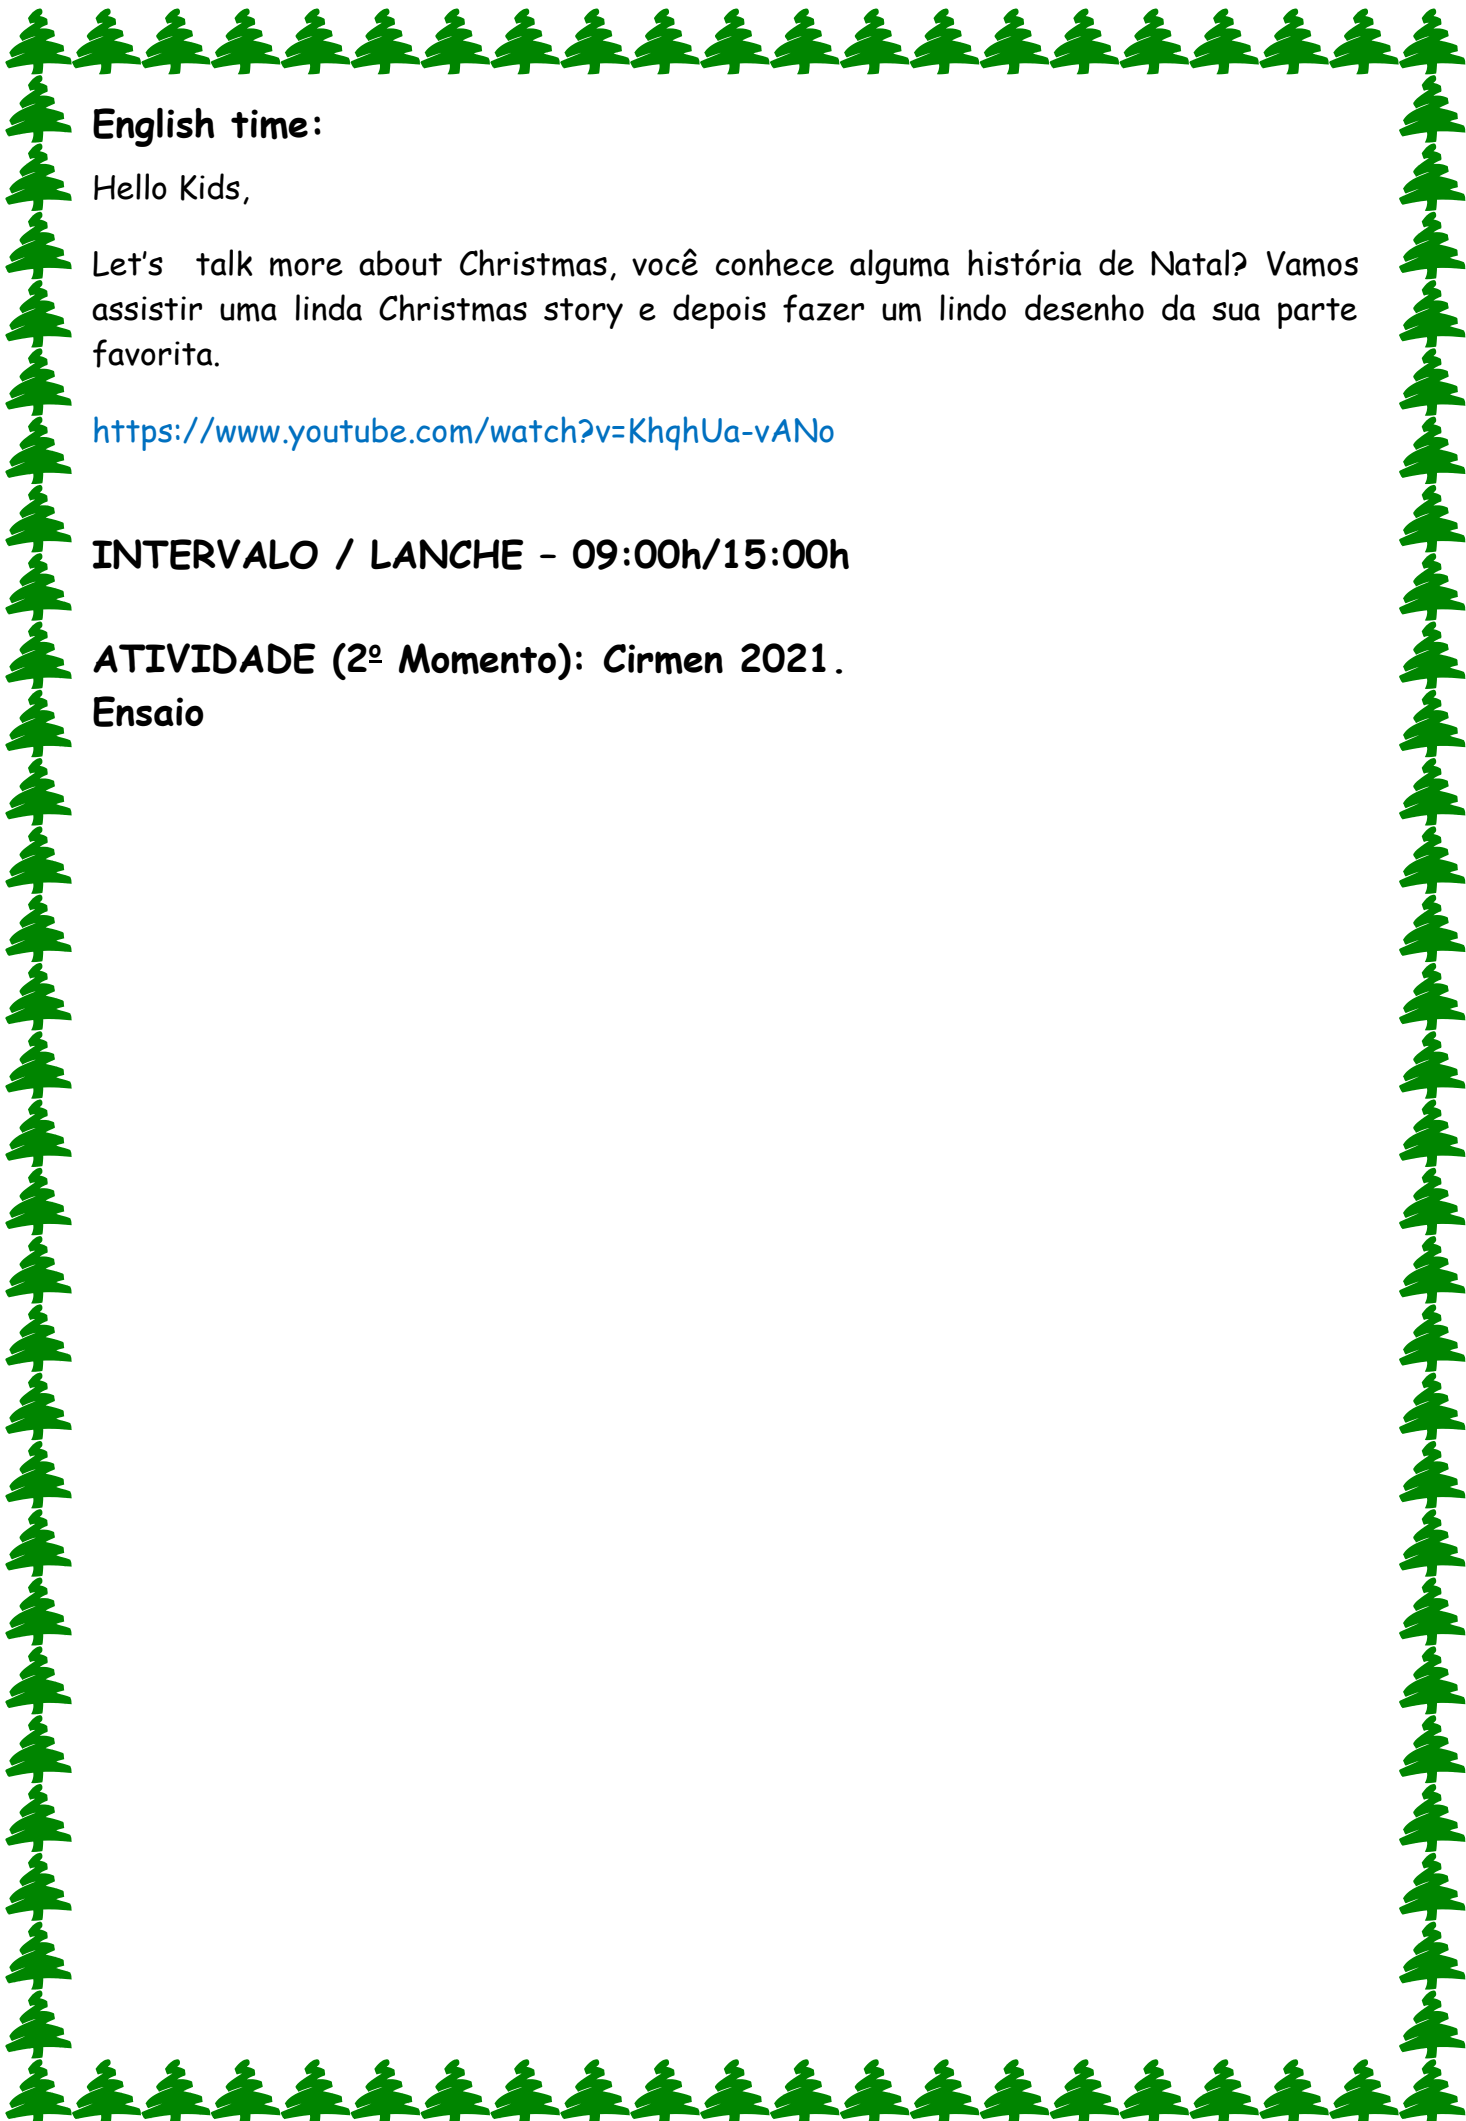 English time:
Hello Kids,
Let's talk more about Christmas, você conhece alguma história de Natal? Vamos
assistir uma linda Christmas story e depois fazer um lindo desenho da sua parte
favorita.
https://www.youtube.com/watch?v=KhqhUa-vANo
INTERVALO / LANCHE – 09:00h/15:00h
ATIVIDADE (2º Momento): Cirmen 2021.
Ensaio